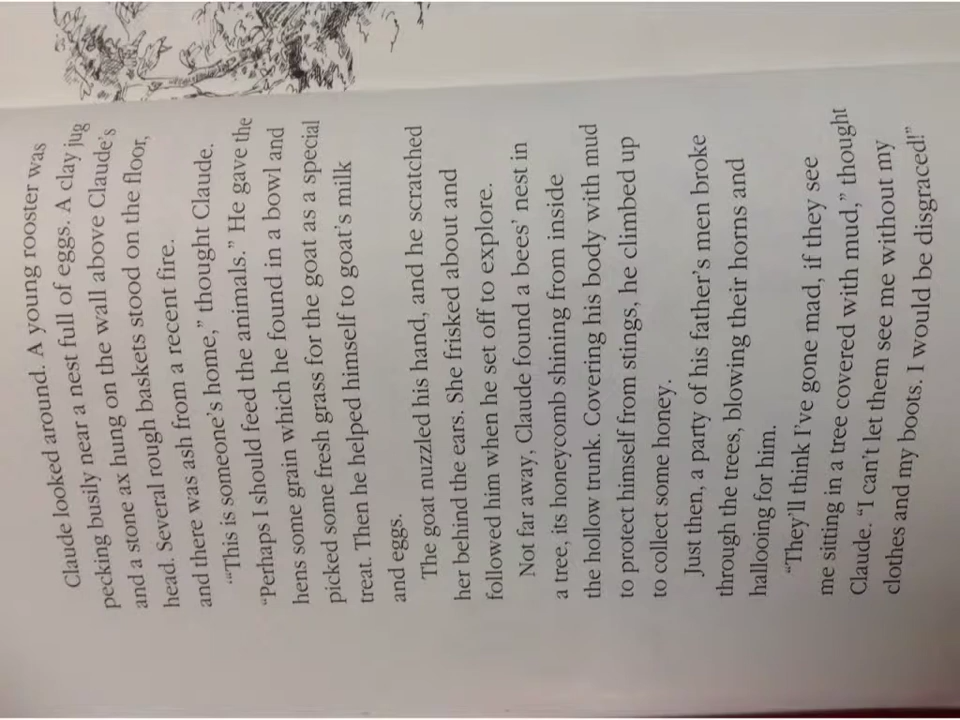 Claude looked around. A young rooster was
pecking busily near a nest full of eggs. A clay jug
and a stone ax hung on the wall above Claude's
head. Several rough baskets stood on the floor,
and there was ash from a recent fire.
"This is someone's home," thought Claude.
"Perhaps I should feed the animals." He gave the
hens some grain which he found in a bowl and
picked some fresh grass for the goat as a special
treat. Then he helped himself to goat's milk
and eggs.
The goat nuzzled his hand, and he scratched
her behind the ears. She frisked about and
followed him when he set off to explore.
Not far away, Claude found a bees' nest in
a tree, its honeycomb shining from inside
the hollow trunk. Covering his body with mud
to protect himself from stings, he climbed up
to collect some honey.
Just then, a party of his father's men broke
through the trees, blowing their horns and
hallooing for him.
"They'll think I've gone mad, if they see
me sitting in a tree covered with mud," thought
Claude. "I can't let them see me without my
clothes and my boots. I would be disgraced!"